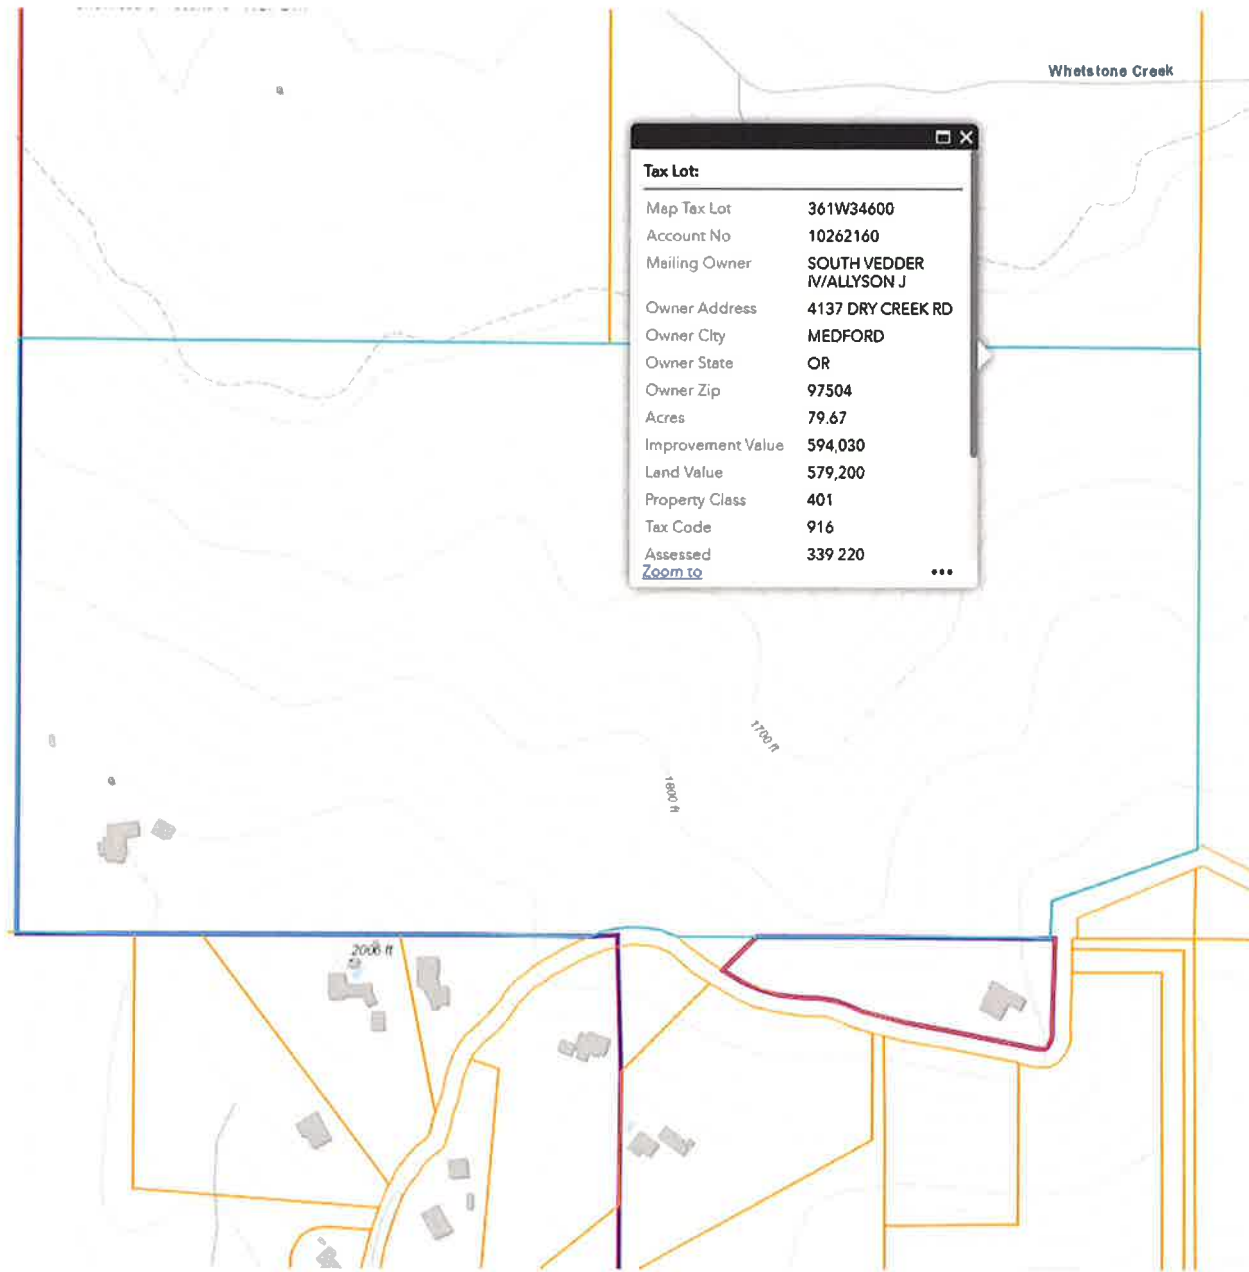 Whetstone Creek
Tax Lot:
Map Tax Lot 361W34600
Account No 10262160
Mailing Owner SOUTH VEDDER
IV/ALLYSON J
Owner Address 4137 DRY CREEK RD
Owner City MEDFORD
Owner State OR
Owner Zip 97504
Acres 79.67
Improvement Value 594,030
Land Value 579,200
Property Class 401
Tax Code 916
Assessed 339 220
Zoom to
1700 ft
1800 ft
2006 ft